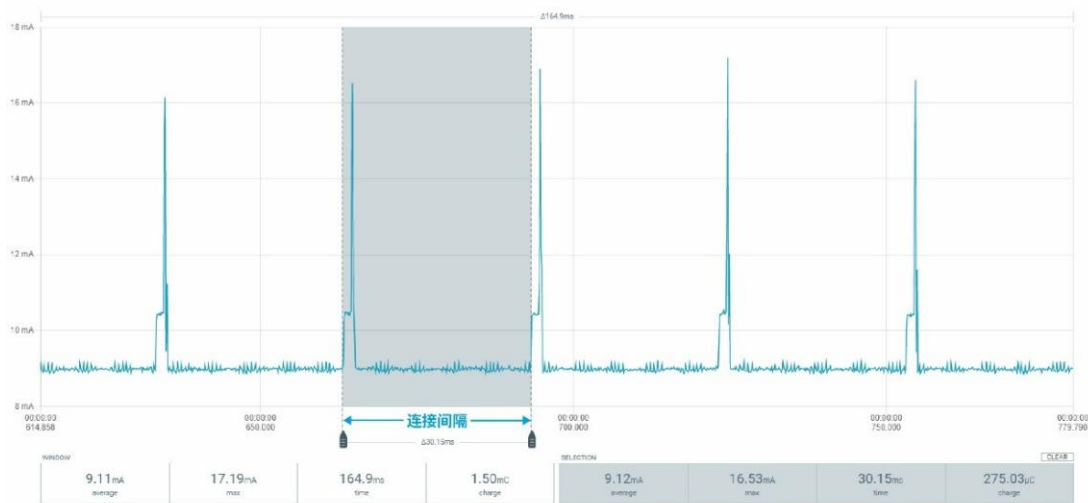 Δ164.9ms
18 mA
16 mA
14 mA
12 mA
10 mA
8 mA
连接间隔
00:00:00
614.858
00:00:00
650.000
00:00:00
700.000
00:00:00
750.000
00:00:00
779.790
Δ30.15ms
WINDOW
SELECTION
CLEAR
9.11mA
average
17.19mA
max
164.9ms
time
1.50mC
charge
9.12mA
average
16.53mA
max
30.15ms
time
275.03μC
charge